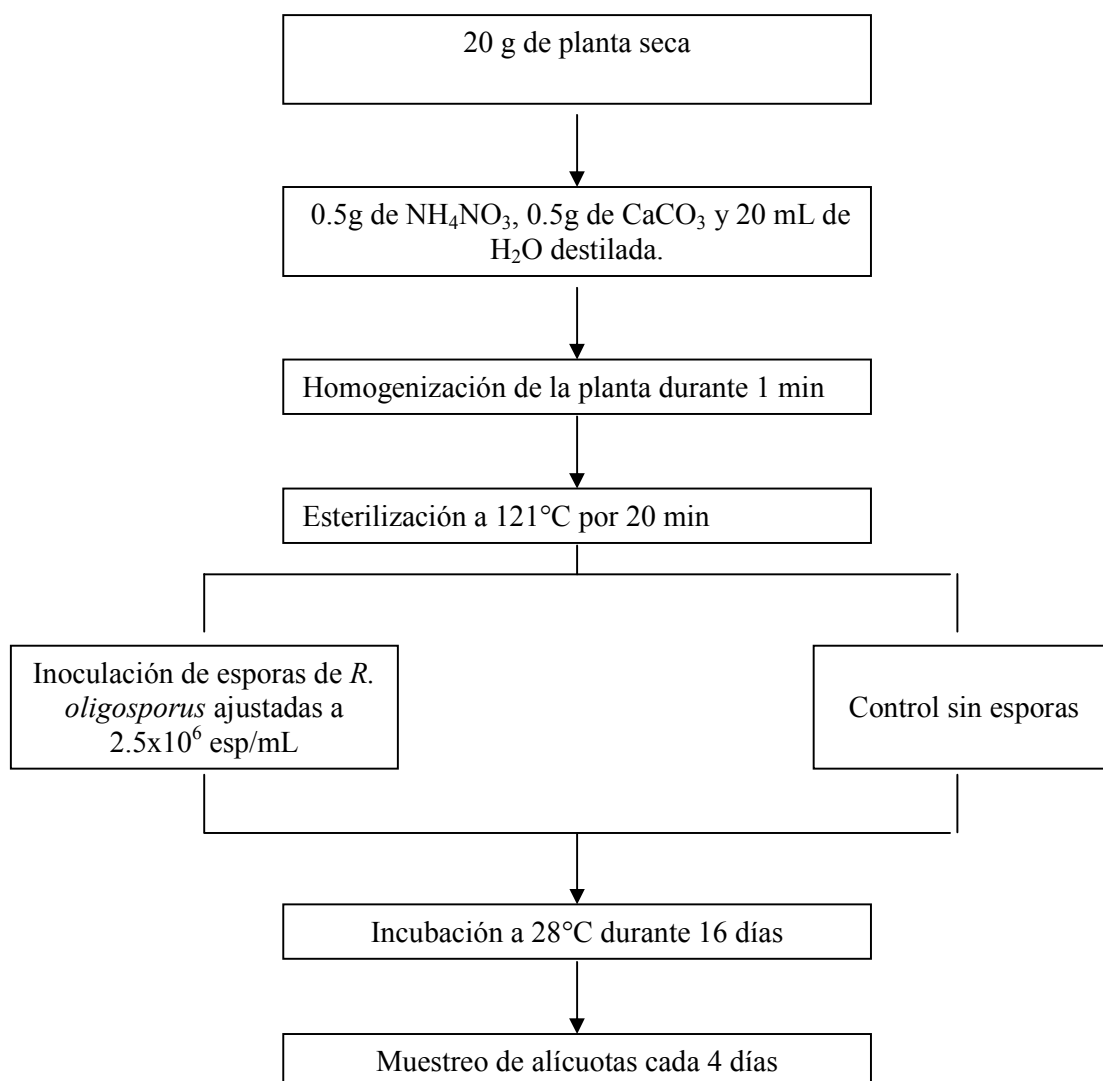 20 g de planta seca
0.5g de NH₄NO₃, 0.5g de CaCO₃ y 20 mL de
H₂O destilada.
Homogenización de la planta durante 1 min
Esterilización a 121°C por 20 min
Inoculación de esporas de R.
oligosporus ajustadas a
2.5x10⁶ esp/mL
Control sin esporas
Incubación a 28°C durante 16 días
Muestreo de alícuotas cada 4 días